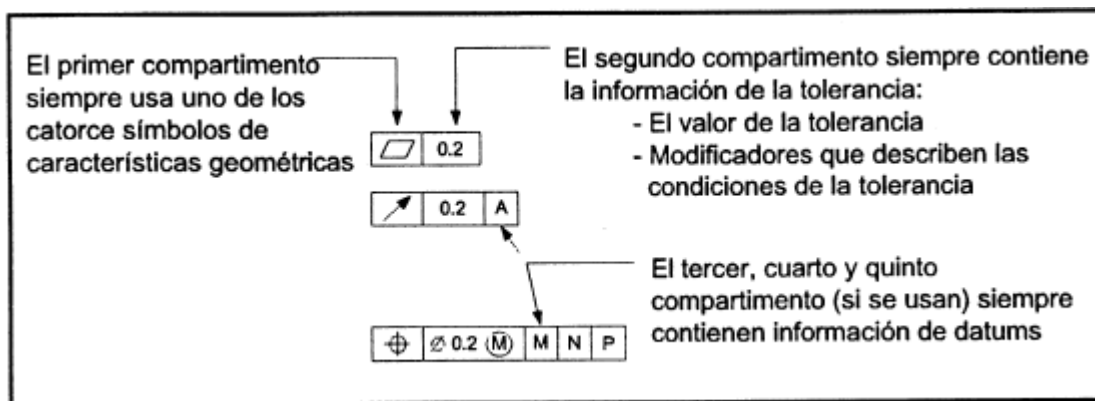 El primer compartimento
siempre usa uno de los
catorce símbolos de
características geométricas
El segundo compartimento siempre contiene
la información de la tolerancia:
- El valor de la tolerancia
- Modificadores que describen las
condiciones de la tolerancia
0.2
0.2 A
El tercer, cuarto y quinto
compartimento (si se usan) siempre
contienen información de datums
⌀ 0.2 Ⓜ M N P